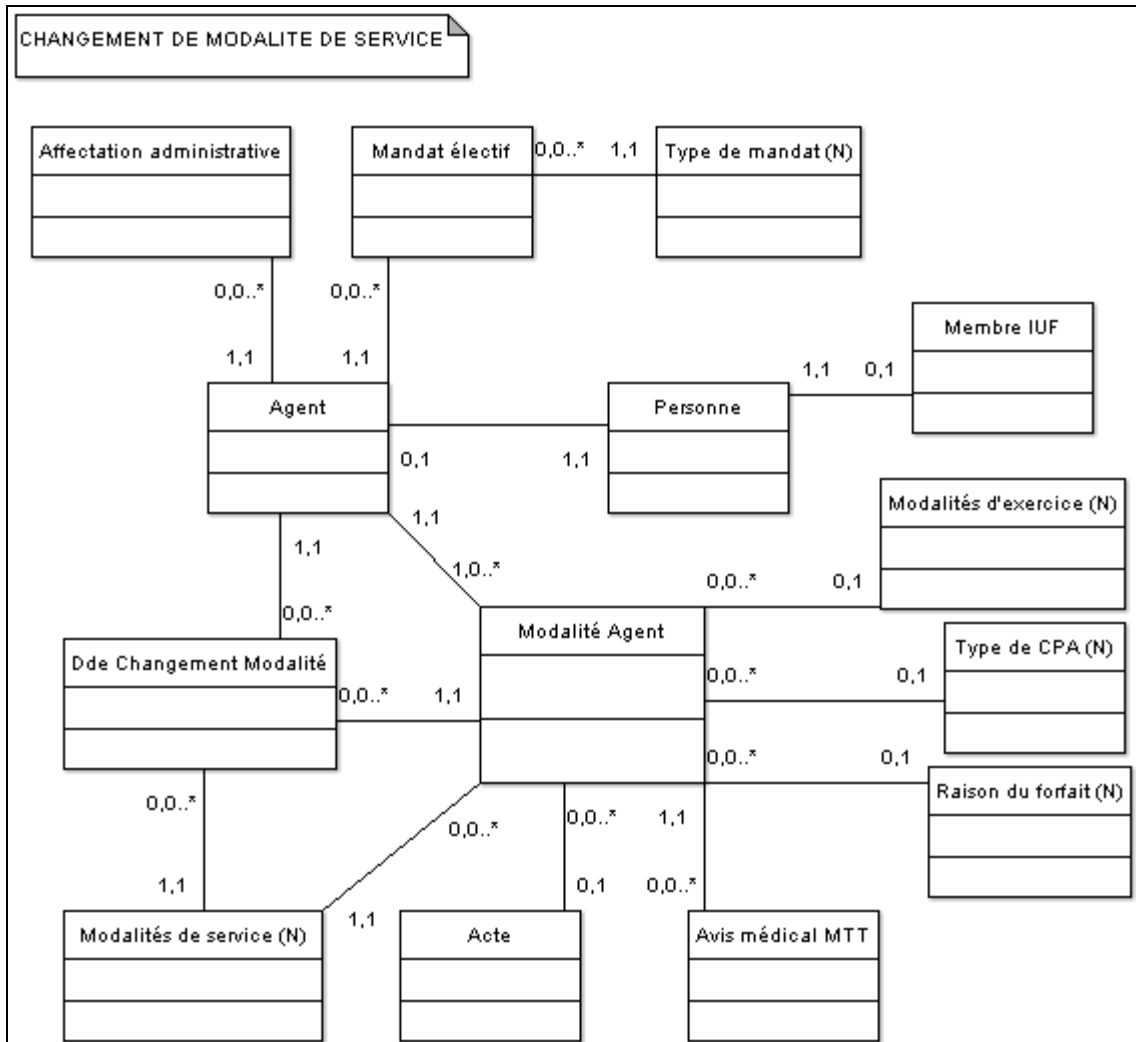 CHANGEMENT DE MODALITE DE SERVICE
Affectation administrative
Mandat électif
0,0..*
1,1
Type de mandat (N)
0,0..*
0,0..*
1,1
1,1
Membre IUF
1,1
0,1
Agent
Personne
0,1
1,1
Modalités d'exercice (N)
1,1
1,1
1,0..*
0,0..*
0,1
0,0..*
Modalité Agent
Type de CPA (N)
Dde Changement Modalité
0,0..*
0,1
0,0..*
1,1
0,0..*
0,1
Raison du forfait (N)
0,0..*
0,0..*
0,0..*
1,1
1,1
0,1
0,0..*
1,1
Modalités de service (N)
Acte
Avis médical MTT